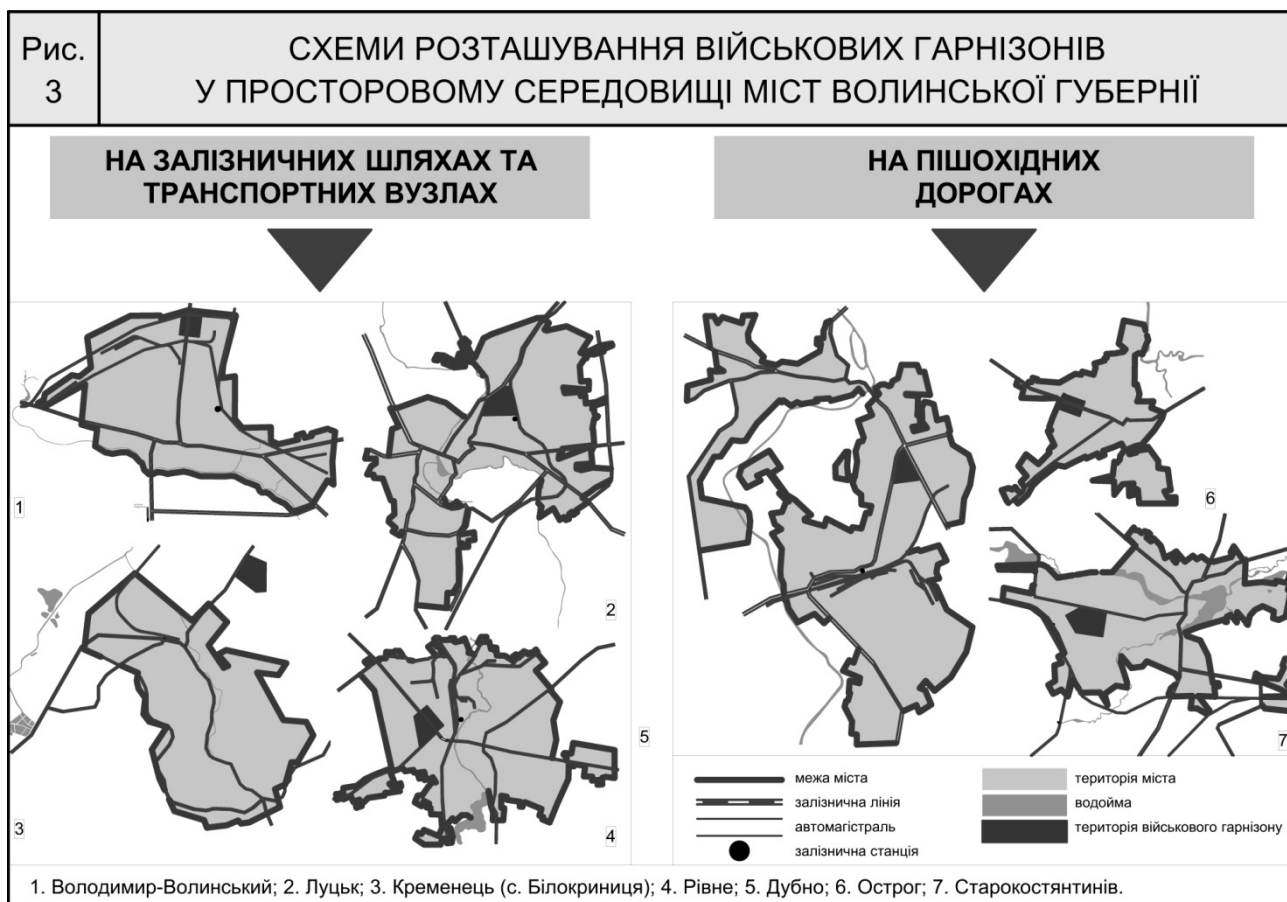 Рис.
3
СХЕМИ РОЗТАШУВАННЯ ВІЙСЬКОВИХ ГАРНІЗОНІВ
У ПРОСТОРОВОМУ СЕРЕДОВИЩІ МІСТ ВОЛИНСЬКОЇ ГУБЕРНІЇ
НА ЗАЛІЗНИЧНИХ ШЛЯХАХ ТА
ТРАНСПОРТНИХ ВУЗЛАХ
НА ПІШОХІДНИХ
ДОРОГАХ
1
2
3
4
5
6
7
межа міста
залізнична лінія
автомагістраль
залізнична станція
територія міста
водойма
територія військового гарнізону
1. Володимир-Волинський; 2. Луцьк; 3. Кременець (с. Білокриниця); 4. Рівне; 5. Дубно; 6. Острог; 7. Старокостянтинів.